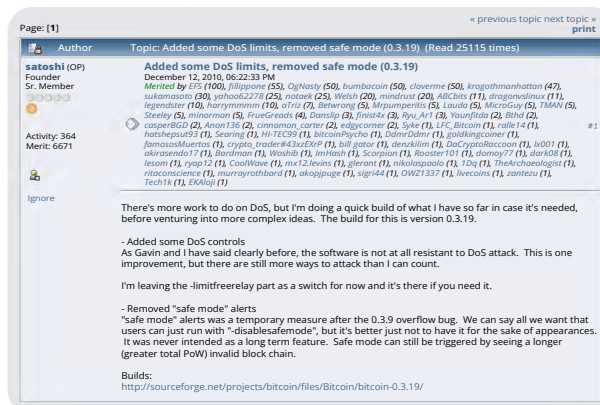 « previous topic next topic »
Page: [1]
print
Author
Topic: Added some DoS limits, removed safe mode (0.3.19) (Read 25115 times)
satoshi (OP)
Founder
Sr. Member
Activity: 364
Merit: 6671
Ignore
Added some DoS limits, removed safe mode (0.3.19)
December 12, 2010, 06:22:33 PM
#1
Merited by EFS (100), fillippone (55), OgNasty (50), bumbacoin (50), cloverme (50), krogothmanhattan (47),
sukamasoto (30), yahoo62278 (25), notaek (25), Welsh (20), mindrust (20), ABCbits (11), dragonvslinux (11),
legendster (10), harrymmmm (10), aTriz (7), Betwrong (5), Mrpumperitis (5), Lauda (5), MicroGuy (5), TMAN (5),
Steeley (5), minorman (5), FrueGreads (4), Danslip (3), finist4x (3), Ryu_Ar1 (3), Yaunfitda (2), Bthd (2),
casperBGD (2), Anon136 (2), cinnamon_carter (2), edgycorner (2), Syke (1), LFC_Bitcoin (1), ralle14 (1),
hatshepsut93 (1), Searing (1), HI-TEC99 (1), bitcoinPsycho (1), DdmrDdmr (1), goldkingcoiner (1),
famososMuertos (1), crypto_trader#43xzEXrP (1), bill gator (1), denzkilim (1), DaCryptoRaccoon (1), lx001 (1),
akirasendo17 (1), Bardman (1), Woshib (1), ImHash (1), Scorpion (1), Rooster101 (1), damoy77 (1), dark08 (1),
lesom (1), ryap12 (1), CoolWave (1), mx12.levins (1), glerant (1), nikolaspaolo (1), 1Dq (1), TheArchaeologist (1),
ritaconscience (1), murrayrothbard (1), akopjpuge (1), sigri44 (1), OWZ1337 (1), livecoins (1), zantezu (1),
Tech1k (1), EKAloji (1)
There's more work to do on DoS, but I'm doing a quick build of what I have so far in case it's needed,
before venturing into more complex ideas. The build for this is version 0.3.19.
- Added some DoS controls
As Gavin and I have said clearly before, the software is not at all resistant to DoS attack. This is one
improvement, but there are still more ways to attack than I can count.
I'm leaving the -limitfreerelay part as a switch for now and it's there if you need it.
- Removed "safe mode" alerts
"safe mode" alerts was a temporary measure after the 0.3.9 overflow bug. We can say all we want that
users can just run with "-disablesafemode", but it's better just not to have it for the sake of appearances.
It was never intended as a long term feature. Safe mode can still be triggered by seeing a longer
(greater total PoW) invalid block chain.
Builds:
http://sourceforge.net/projects/bitcoin/files/Bitcoin/bitcoin-0.3.19/